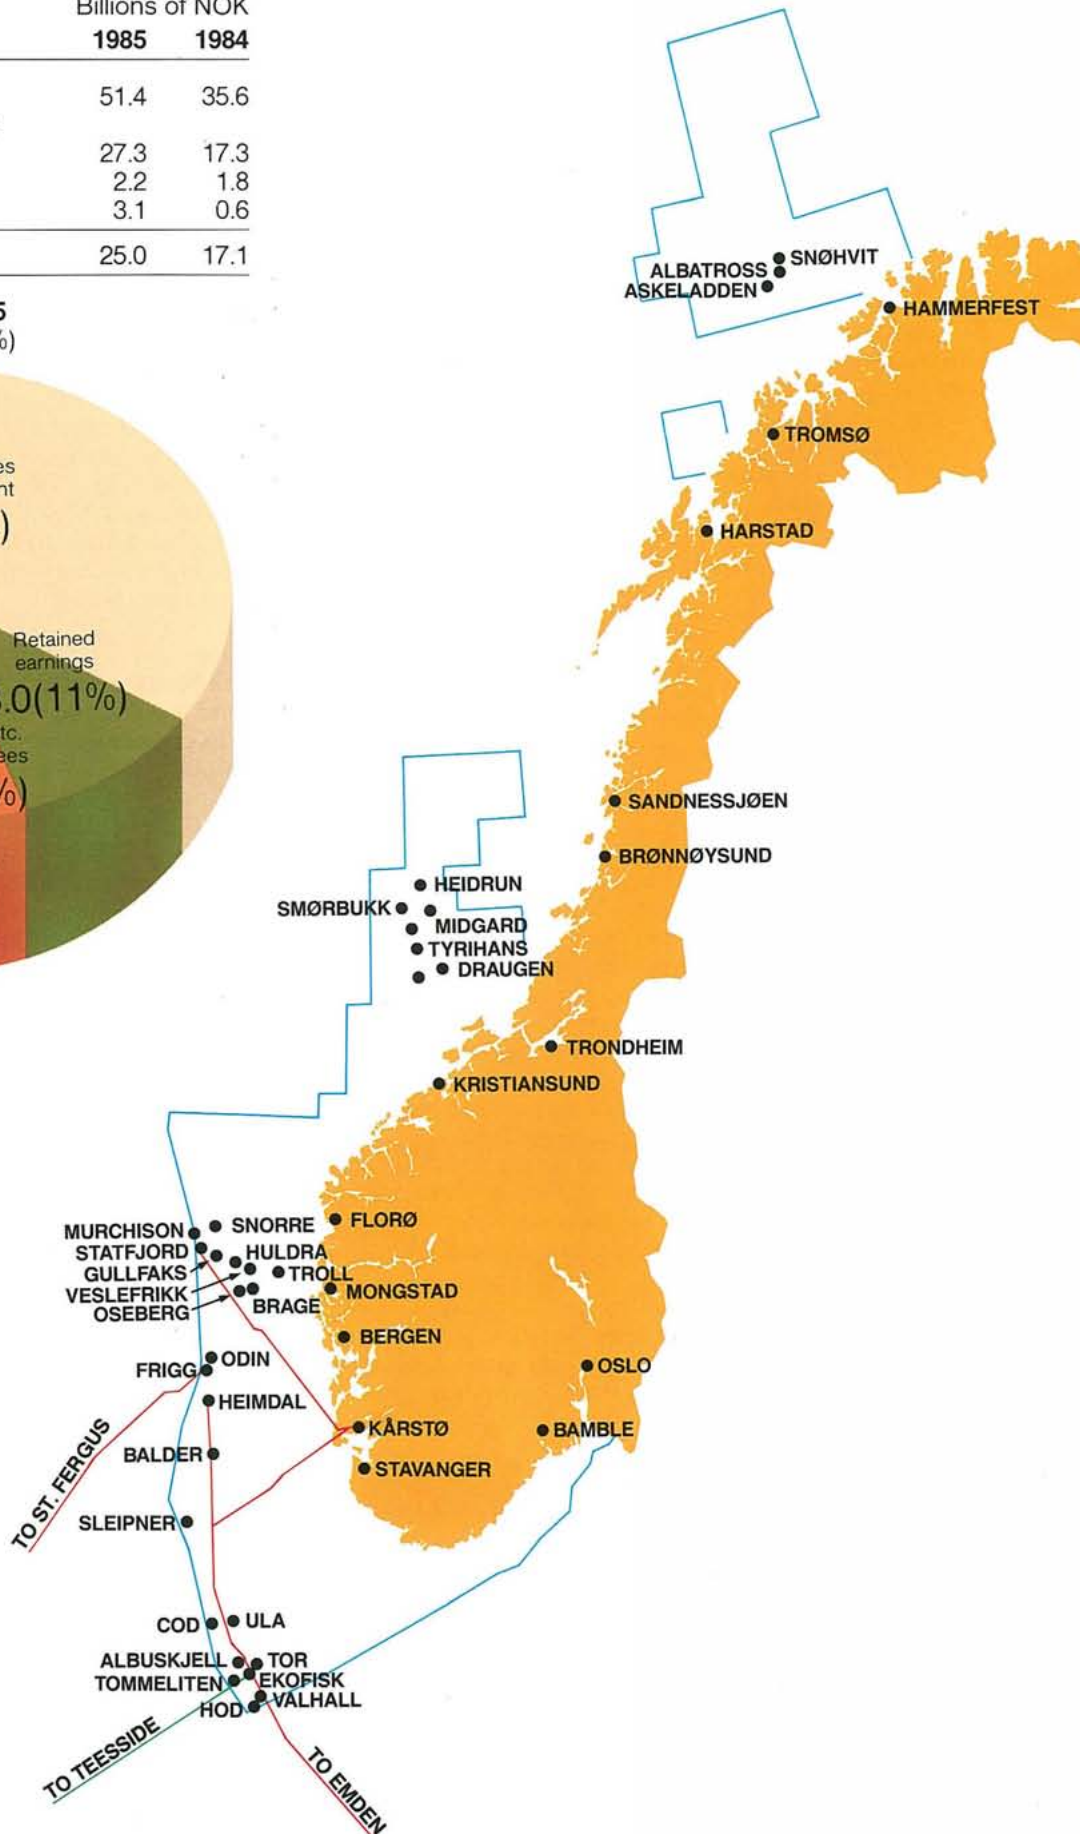 Billions of NOK
1985 1984
51.4 35.6
27.3 17.3
2.2 1.8
3.1 0.6
25.0 17.1
Retained
earnings
.0(11%)
SNØHVIT
ALBATROSS
ASKELADDEN
HAMMERFEST
TROMSØ
HARSTAD
SANDNESSJØEN
BRØNNØYSUND
HEIDRUN
SMØRBUKK
MIDGARD
TYRIHANS
DRAUGEN
TRONDHEIM
KRISTIANSUND
FLORØ
MURCHISON
SNORRE
STATFJORD
HULDRA
GULLFAKS
TROLL
VESLEFRIKK
MONGSTAD
OSEBERG
BRAGE
BERGEN
ODIN
FRIGG
OSLO
HEIMDAL
KÅRSTØ
BAMBLE
BALDER
STAVANGER
TO ST. FERGUS
SLEIPNER
COD
ULA
ALBUSKJELL
TOR
TOMMELITEN
EKOFISK
VALHALL
HOD
TO TEESSIDE
TO EMDEN